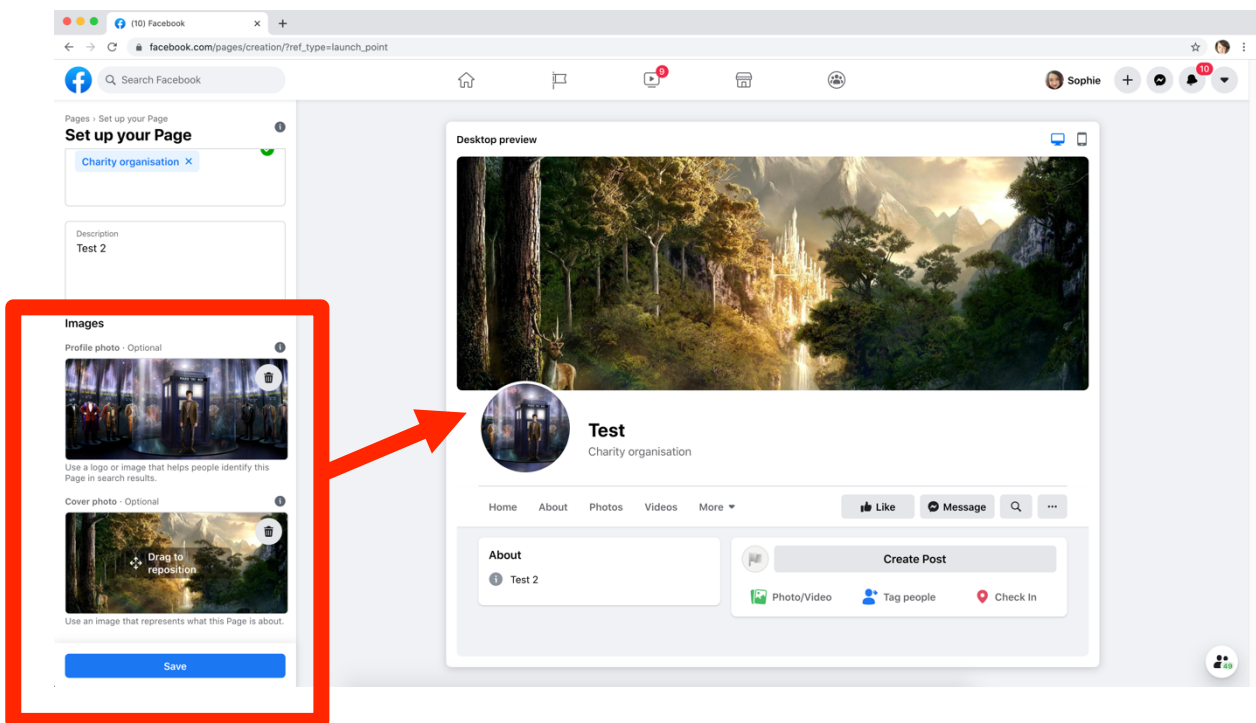 (10) Facebook
facebook.com/pages/creation/?ref_type=launch_point
Search Facebook
9
Sophie
10
Pages › Set up your Page
Set up your Page
Charity organisation ×
Description
Test 2
Images
Profile photo · Optional
Use a logo or image that helps people identify this
Page in search results.
Cover photo · Optional
Drag to
reposition
Use an image that represents what this Page is about.
Save
Desktop preview
Test
Charity organisation
Home About Photos Videos More
Like Message
About
Test 2
Create Post
Photo/Video Tag people Check In
49